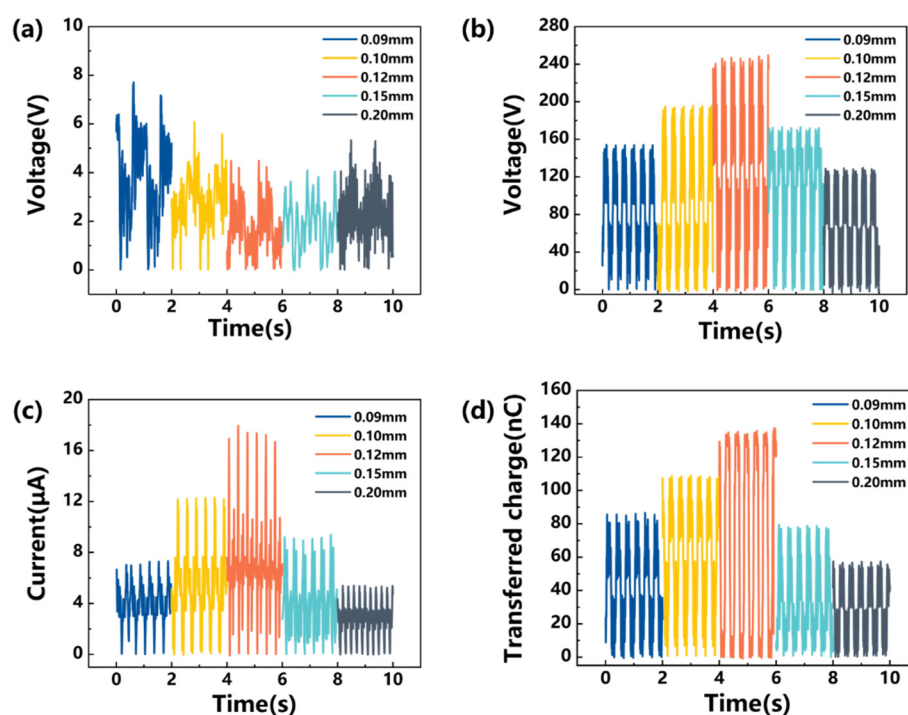 (a)
10
8
6
4
2
0
Voltage(V)
0 2 4 6 8 10
Time(s)
0.09mm
0.10mm
0.12mm
0.15mm
0.20mm
(b)
280
240
200
160
120
80
40
0
Voltage(V)
0 2 4 6 8 10
Time(s)
0.09mm
0.10mm
0.12mm
0.15mm
0.20mm
(c)
20
16
12
8
4
0
Current(μA)
0 2 4 6 8 10
Time(s)
0.09mm
0.10mm
0.12mm
0.15mm
0.20mm
(d)
160
140
120
100
80
60
40
20
0
Transferred charge(nC)
0 2 4 6 8 10
Time(s)
0.09mm
0.10mm
0.12mm
0.15mm
0.20mm